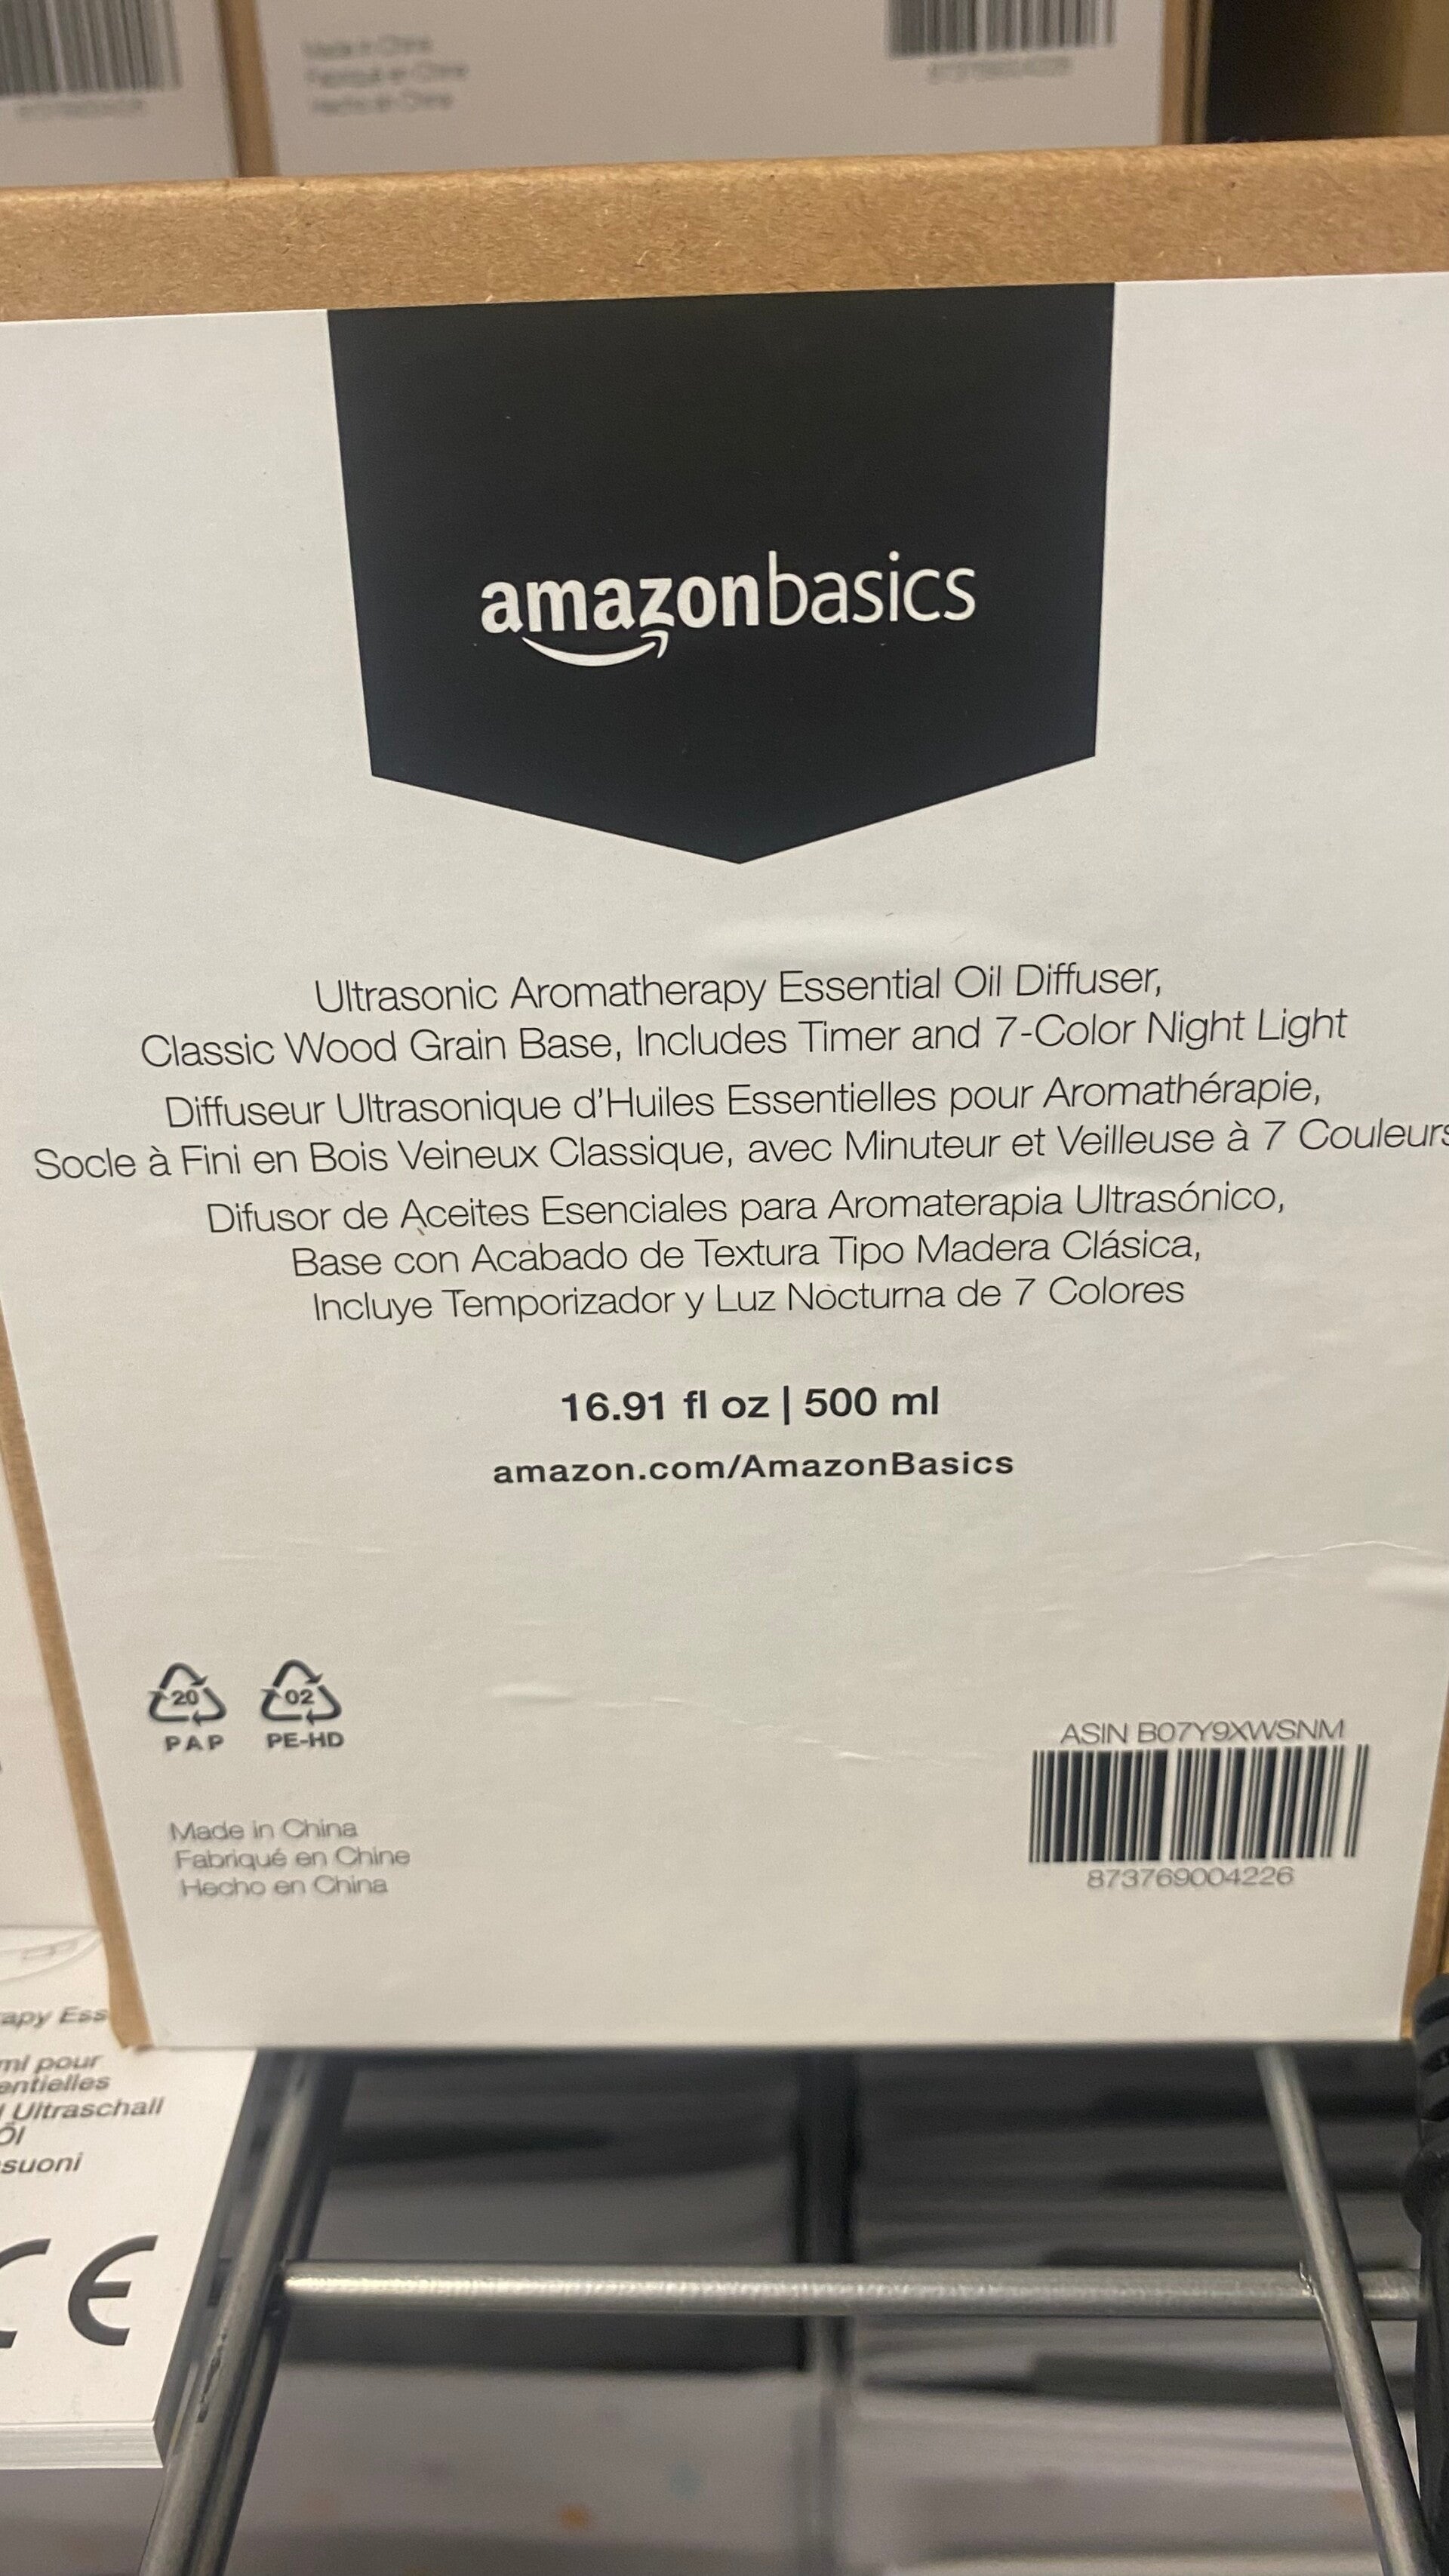 Made in China
Fabriqué en Chine
Hecho en China
amazonbasics
Ultrasonic Aromatherapy Essential Oil Diffuser,
Classic Wood Grain Base, Includes Timer and 7-Color Night Light
Diffuseur Ultrasonique d'Huiles Essentielles pour Aromathérapie,
Socle à Fini en Bois Veineux Classique, avec Minuteur et Veilleuse à 7 Couleurs
Difusor de Aceites Esenciales para Aromaterapia Ultrasónico,
Base con Acabado de Textura Tipo Madera Clásica,
Incluye Temporizador y Luz Nocturna de 7 Colores
16.91 fl oz | 500 ml
amazon.com/AmazonBasics
20 02
PAP PE-HD
ASIN B07Y9XWSNM
873769004226
Made in China
Fabriqué en Chine
Hecho en China
apy Ess
ml pour
entielles
Ultraschall
Öl
suoni
CE